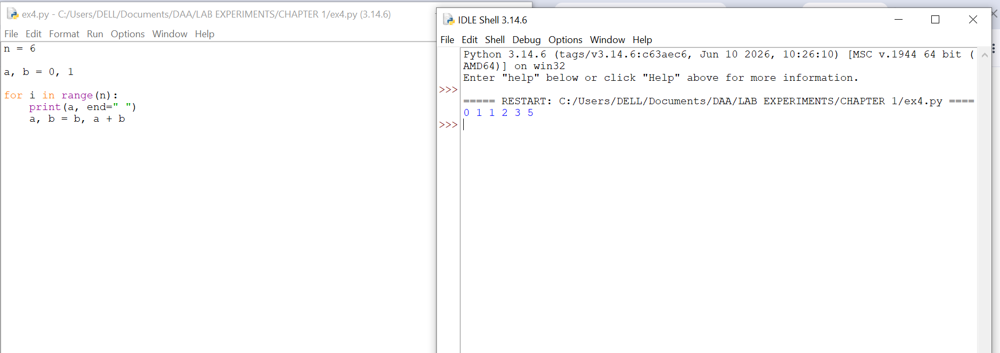 ex4.py - C:/Users/DELL/Documents/DAA/LAB EXPERIMENTS/CHAPTER 1/ex4.py (3.14.6)
File Edit Format Run Options Window Help
n = 6
a, b = 0, 1
for i in range(n):
    print(a, end=" ")
    a, b = b, a + b
IDLE Shell 3.14.6
File Edit Shell Debug Options Window Help
Python 3.14.6 (tags/v3.14.6:c63aec6, Jun 10 2026, 10:26:10) [MSC v.1944 64 bit (
AMD64)] on win32
Enter "help" below or click "Help" above for more information.
>>>
===== RESTART: C:/Users/DELL/Documents/DAA/LAB EXPERIMENTS/CHAPTER 1/ex4.py ====
0 1 1 2 3 5
>>>